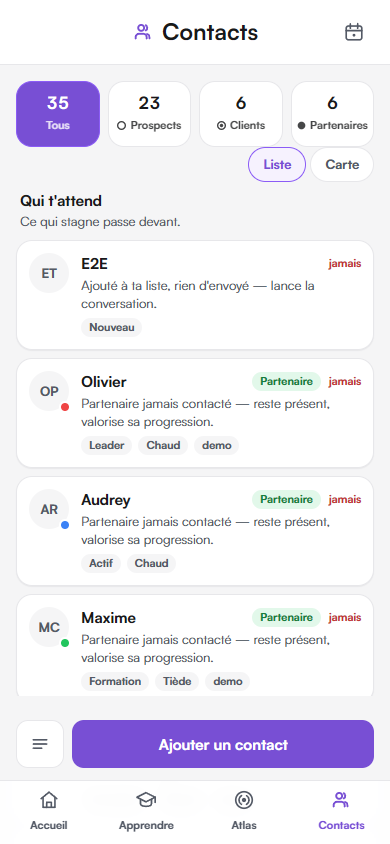 Contacts
35
Tous
23
Prospects
6
Clients
6
Partenaires
Liste
Carte
Qui t'attend
Ce qui stagne passe devant.
ET
E2E
jamais
Ajouté à ta liste, rien d'envoyé — lance la
conversation.
Nouveau
OP
Olivier
Partenaire
jamais
Partenaire jamais contacté — reste présent,
valorise sa progression.
Leader
Chaud
demo
AR
Audrey
Partenaire
jamais
Partenaire jamais contacté — reste présent,
valorise sa progression.
Actif
Chaud
MC
Maxime
Partenaire
jamais
Partenaire jamais contacté — reste présent,
valorise sa progression.
Formation
Tiède
demo
Ajouter un contact
Accueil
Apprendre
Atlas
Contacts